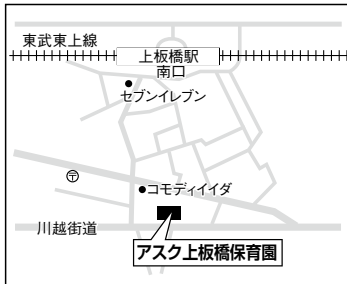 東武東上線
上板橋駅
南口
セブンイレブン
〶
コモディイイダ
川越街道
アスク上板橋保育園